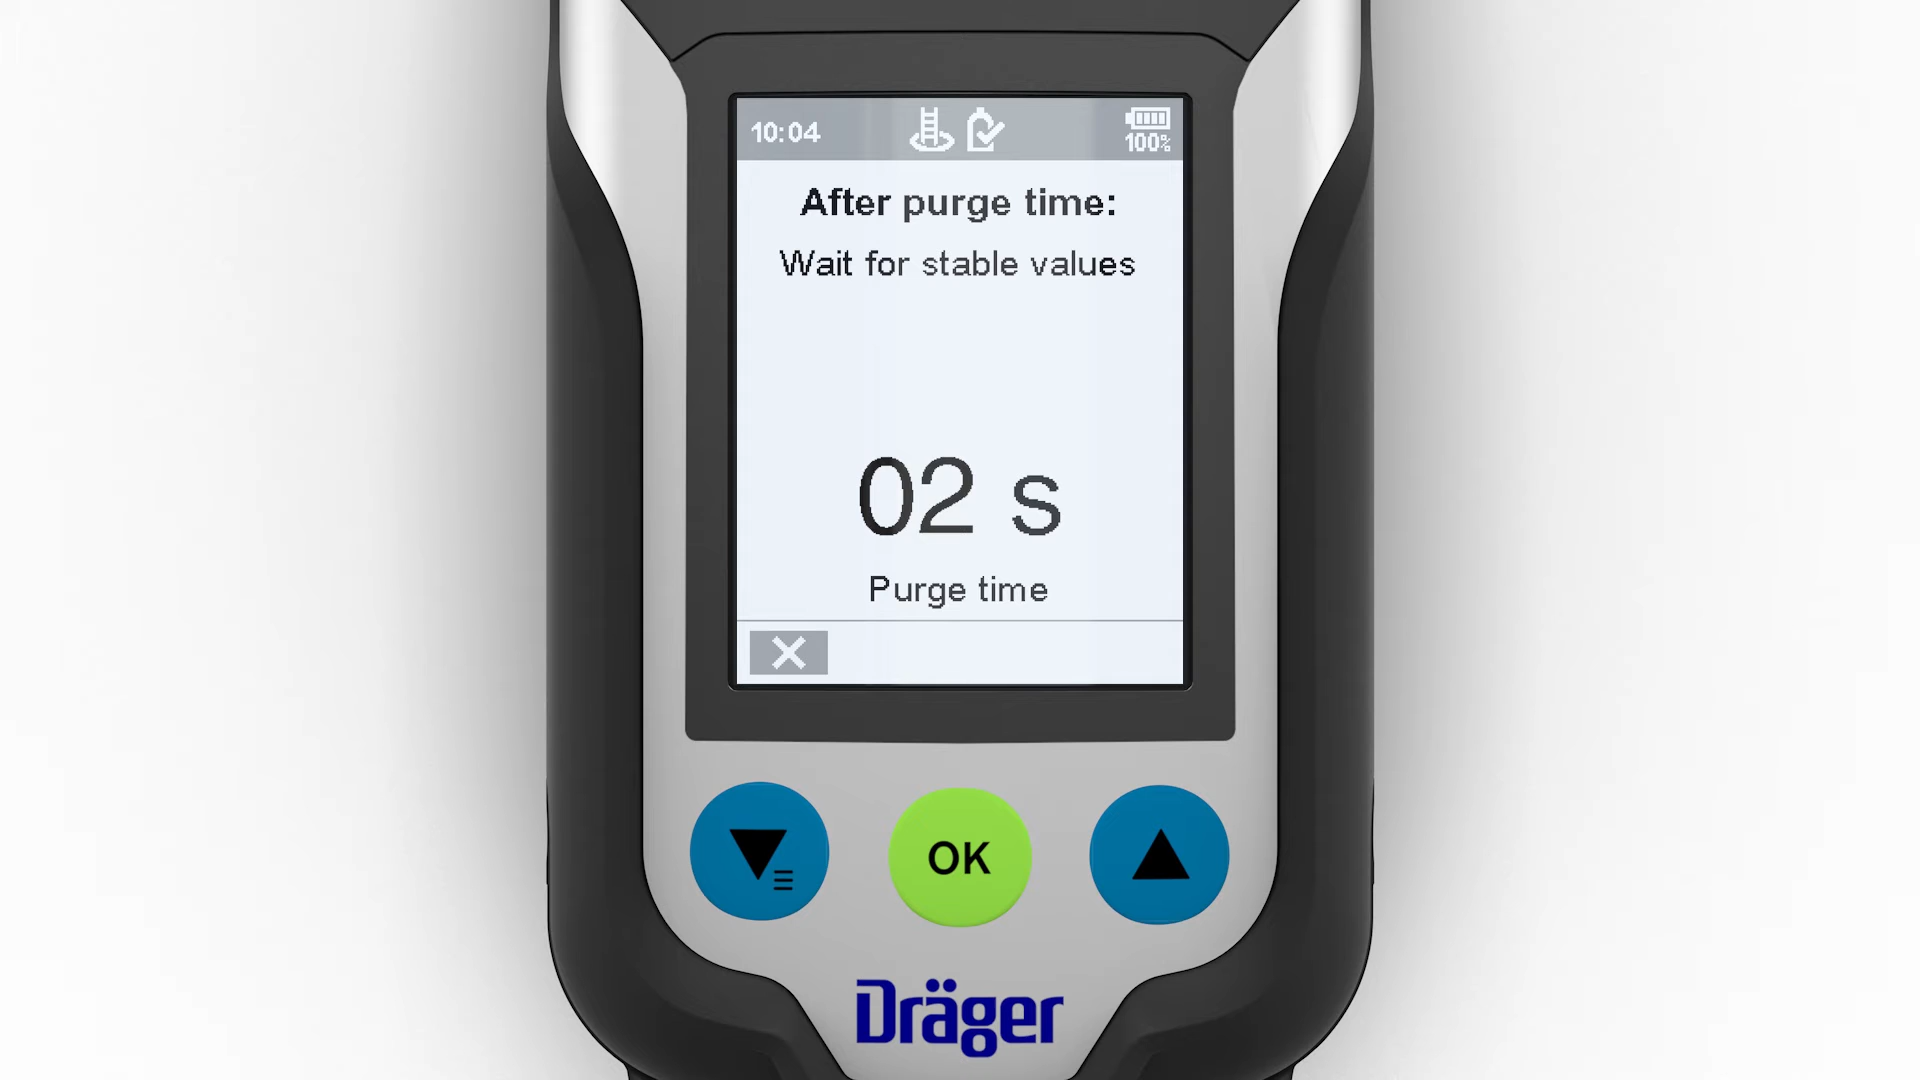 10:04
100%
After purge time:
Wait for stable values
02 s
Purge time
OK
Dräger